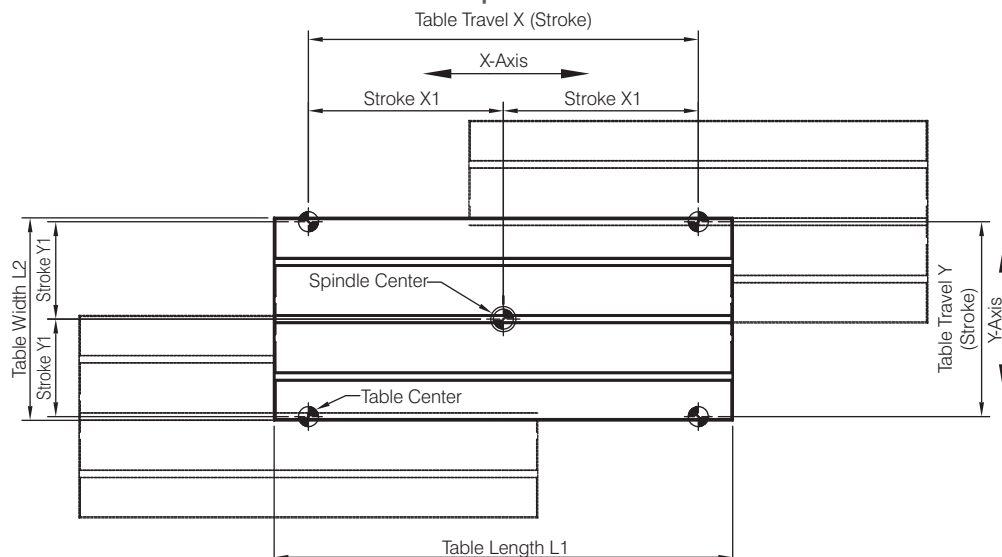 Table Travel X (Stroke)
X-Axis
Stroke X1
Stroke X1
Table Width L2
Stroke Y1
Stroke Y1
Spindle Center
Table Center
Table Travel Y
(Stroke)
Y-Axis
Table Length L1